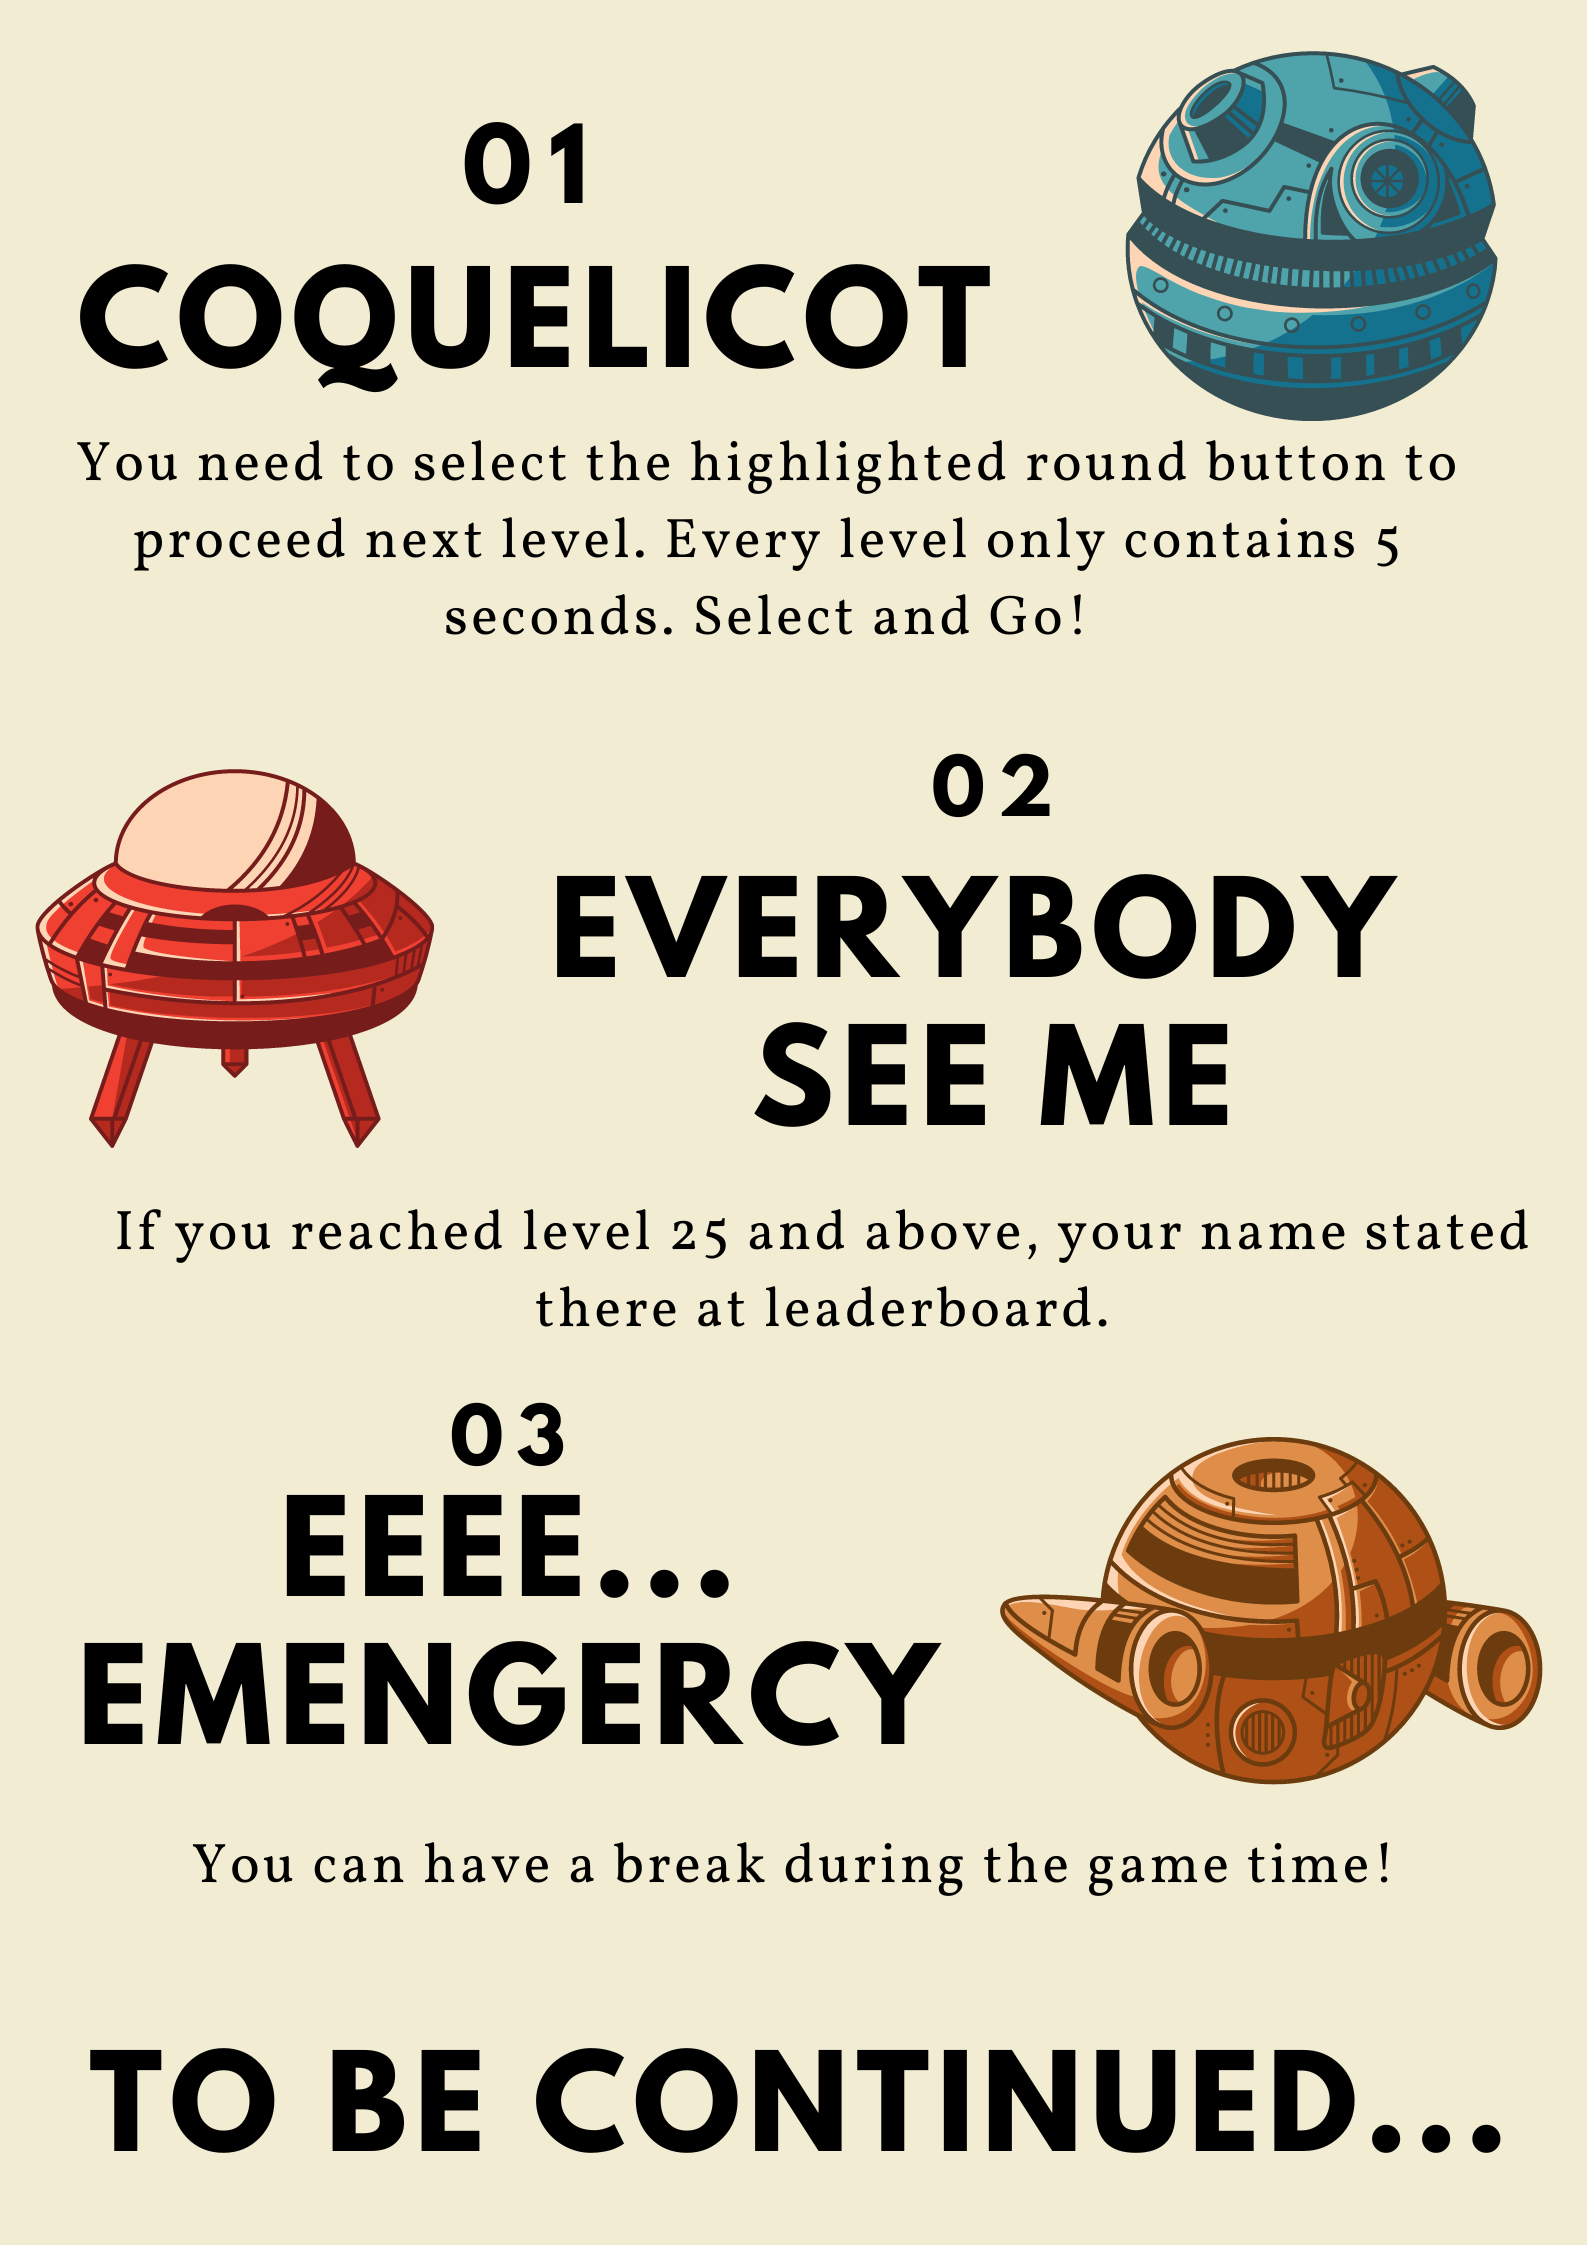 01
COQUELICOT
You need to select the highlighted round button to
proceed next level. Every level only contains 5
seconds. Select and Go!
02
EVERYBODY
SEE ME
If you reached level 25 and above, your name stated
there at leaderboard.
03
EEEE...
EMENGERCY
You can have a break during the game time!
TO BE CONTINUED...